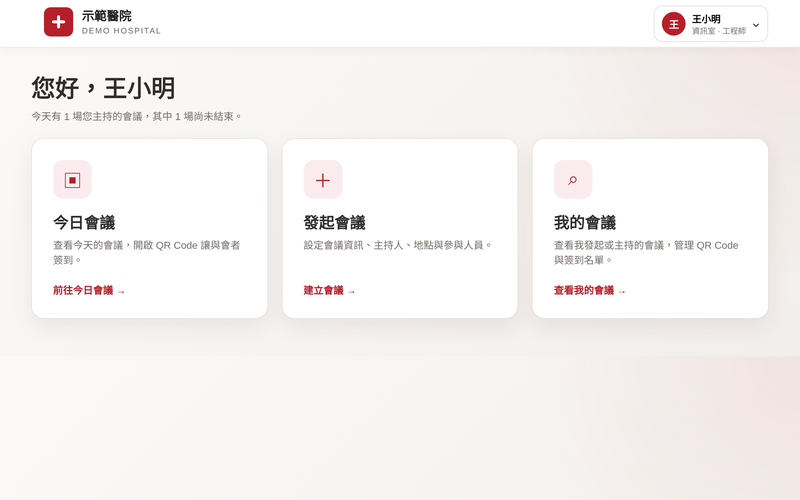 示範醫院
DEMO HOSPITAL
王
王小明
資訊室 · 工程師
您好，王小明
今天有 1 場您主持的會議，其中 1 場尚未結束。
今日會議
查看今天的會議，開啟 QR Code 讓與會者
簽到。
前往今日會議 →
發起會議
設定會議資訊、主持人、地點與參與人員。
建立會議 →
我的會議
查看我發起或主持的會議，管理 QR Code
與簽到名單。
查看我的會議 →